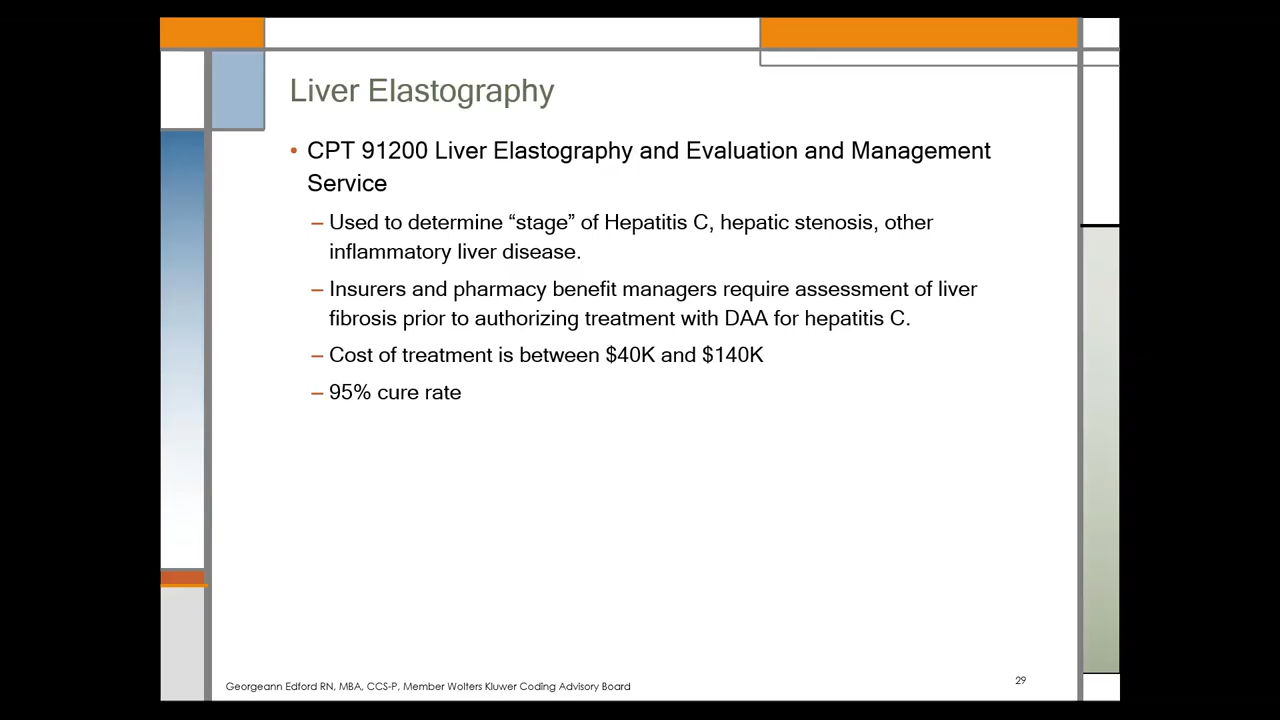 Liver Elastography
• CPT 91200 Liver Elastography and Evaluation and Management
Service
– Used to determine “stage” of Hepatitis C, hepatic stenosis, other
inflammatory liver disease.
– Insurers and pharmacy benefit managers require assessment of liver
fibrosis prior to authorizing treatment with DAA for hepatitis C.
– Cost of treatment is between $40K and $140K
– 95% cure rate
Georgeann Edford RN, MBA, CCS-P, Member Wolters Kluwer Coding Advisory Board
29